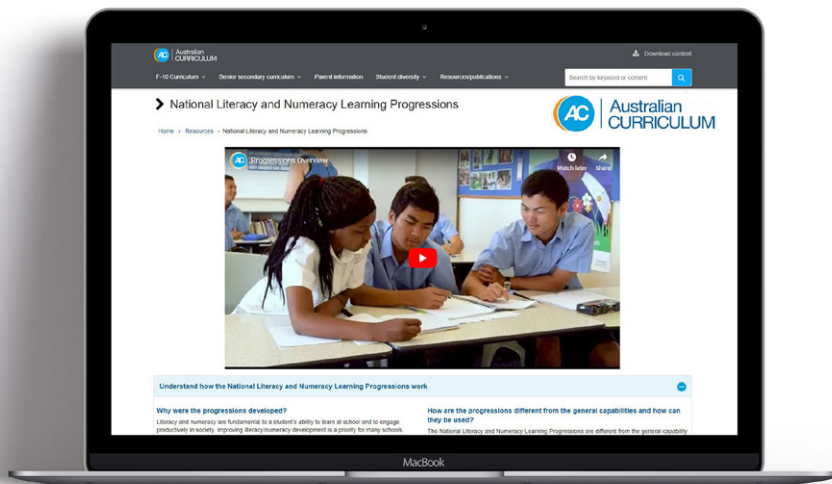 AC
Australian
CURRICULUM
Download content
F-10 Curriculum
Senior secondary curriculum
Parent information
Student diversity
Resources/publications
Search by keyword or content
National Literacy and Numeracy Learning Progressions
AC
Australian
CURRICULUM
Home › Resources › National Literacy and Numeracy Learning Progressions
AC
Progressions Overview
Watch later
Share
Understand how the National Literacy and Numeracy Learning Progressions work
Why were the progressions developed?
Literacy and numeracy are fundamental to a student's ability to learn at school and to engage
productively in society. Improving literacy/numeracy development is a priority for many schools.
How are the progressions different from the general capabilities and how can
they be used?
The National Literacy and Numeracy Learning Progressions are different from the general capability
MacBook